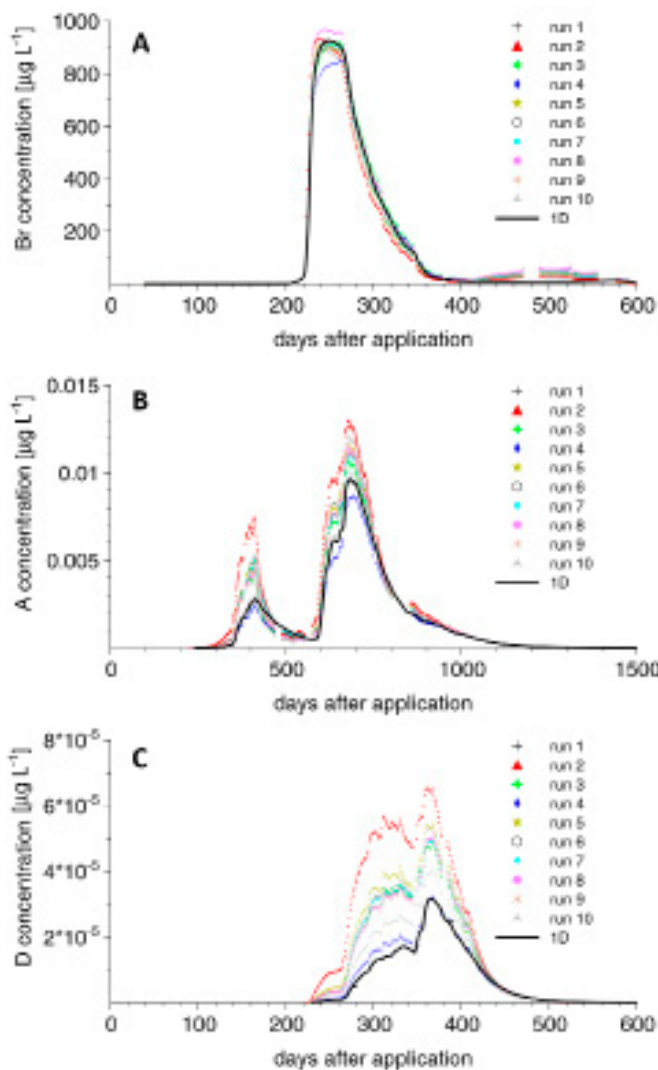 A
Br concentration [µg L⁻¹]
1000
800
600
400
200
0 100 200 300 400 500 600
days after application
run 1
run 2
run 3
run 4
run 5
run 6
run 7
run 8
run 9
run 10
1D
B
A concentration [µg L⁻¹]
0.015
0.01
0.005
0 500 1000 1500
days after application
run 1
run 2
run 3
run 4
run 5
run 6
run 7
run 8
run 9
run 10
1D
C
D concentration [µg L⁻¹]
8*10⁻⁵
6*10⁻⁵
4*10⁻⁵
2*10⁻⁵
0 100 200 300 400 500 600
days after application
run 1
run 2
run 3
run 4
run 5
run 6
run 7
run 8
run 9
run 10
1D